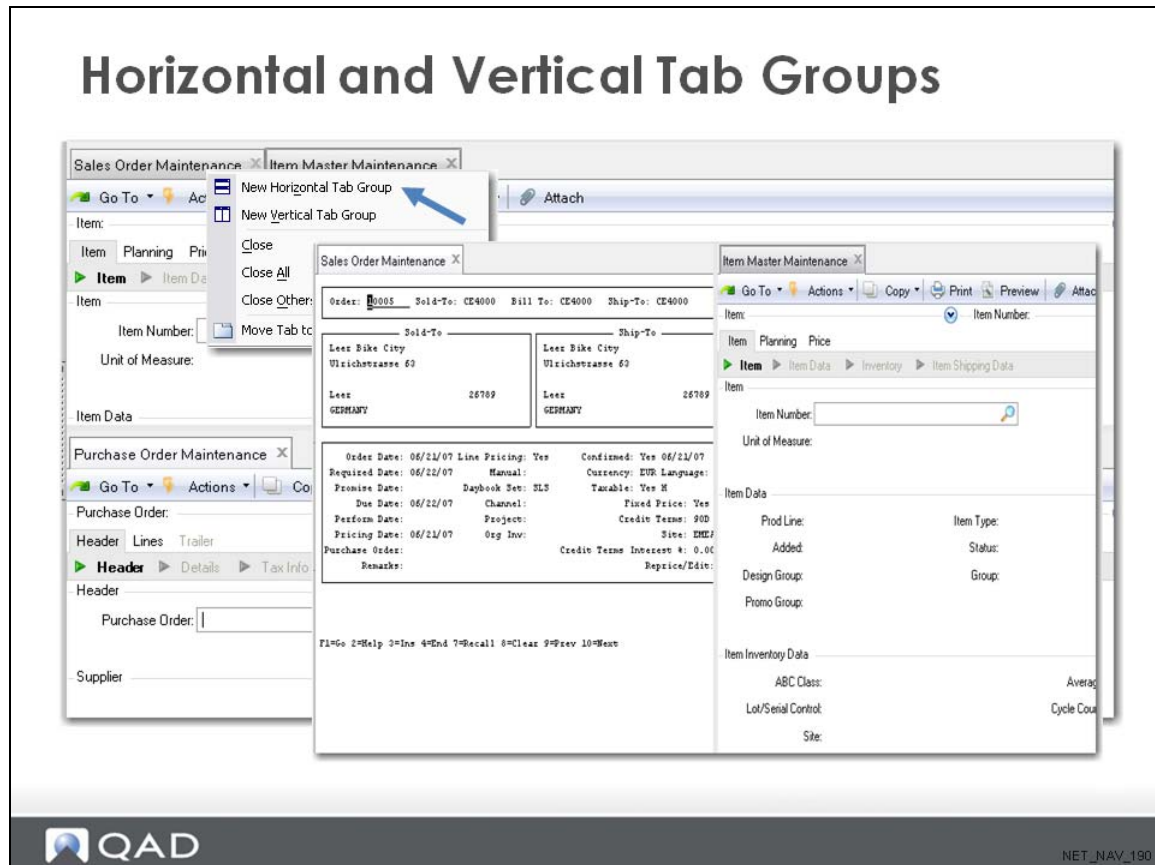 Horizontal and Vertical Tab Groups
Sales Order Maintenance
Item Master Maintenance
Go To
New Horizontal Tab Group
Attach
Item:
New Vertical Tab Group
Item Planning
Close
Item
Close All
Item
Close Others
Item Number:
Move Tab to
Unit of Measure:
Item Data
Purchase Order Maintenance
Go To Actions
Purchase Order:
Header Lines Trailer
Header Details Tax Info
Header
Purchase Order:
Supplier
Sales Order Maintenance
Order: 10005 Sold-To: CE4000 Bill To: CE4000 Ship-To: CE4000
Sold-To Ship-To
Leer Bike City Leer Bike City
Ulrichstrasse 63 Ulrichstrasse 63
Leer 26789 Leer 26789
GERMANY GERMANY
Order Date: 06/21/07 Line Pricing: Yes Confirmed: Yes 06/21/07
Required Date: 06/22/07 Manual: Currency: EUR Language:
Promise Date: Daybook Set: SLS Taxable: Yes N
Due Date: 06/22/07 Channel: Fixed Price: Yes
Perform Date: Project: Credit Terms: 90D
Pricing Date: 06/21/07 Org Inv: Site:
Purchase Order: Credit Terms Interest %: 0.00
Remarks: Reprice/Edit:
F1=Go 2=Help 3=Ins 4=End 7=Recall 8=Clear 9=Prev 10=Next
Item Master Maintenance
Go To Actions Copy Print Preview
Item: Item Number:
Item Planning Price
Item Item Data Inventory Item Shipping Data
Item
Item Number:
Unit of Measure:
Item Data
Prod Line: Item Type:
Added: Status:
Design Group: Group:
Promo Group:
Item Inventory Data
ABC Class:
Lot/Serial Control:
Site:
QAD
NET_NAV_190